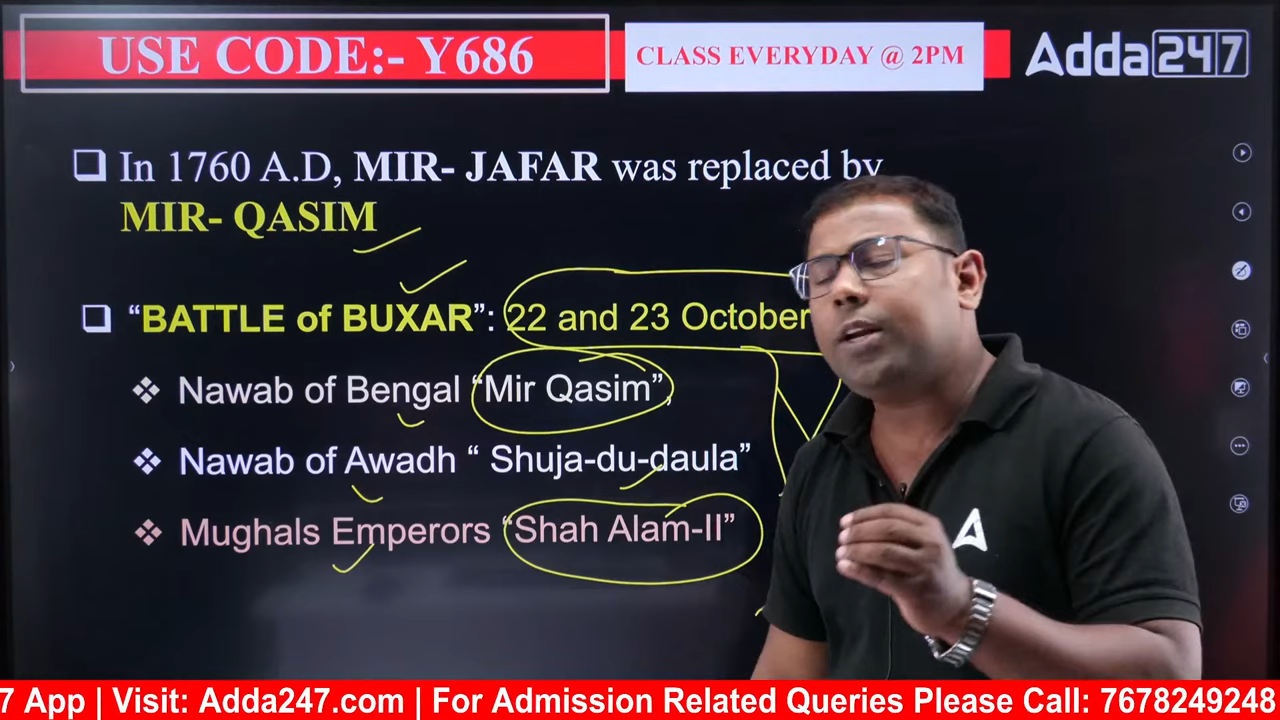 USE CODE:- Y686
CLASS EVERYDAY @ 2PM
Adda247
In 1760 A.D, MIR- JAFAR was replaced by
MIR- QASIM
“BATTLE of BUXAR”: 22 and 23 October
Nawab of Bengal “Mir Qasim”,
Nawab of Awadh “ Shuja-du-daula”
Mughals Emperors “Shah Alam-II”
7 App | Visit: Adda247.com | For Admission Related Queries Please Call: 7678249248